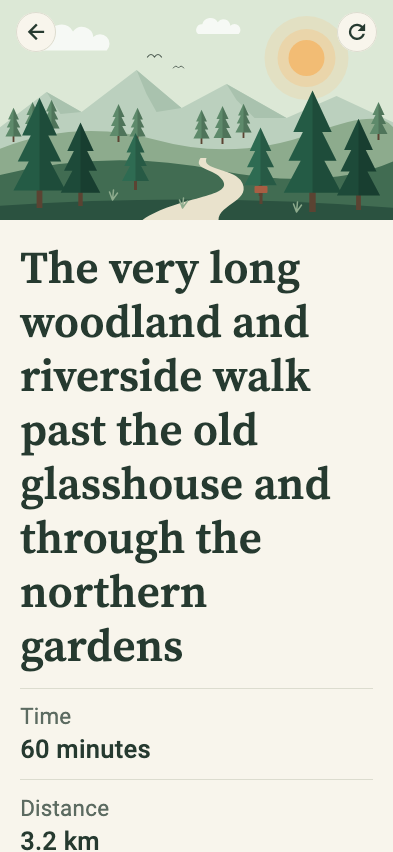 The very long
woodland and
riverside walk
past the old
glasshouse and
through the
northern
gardens
Time
60 minutes
Distance
3.2 km